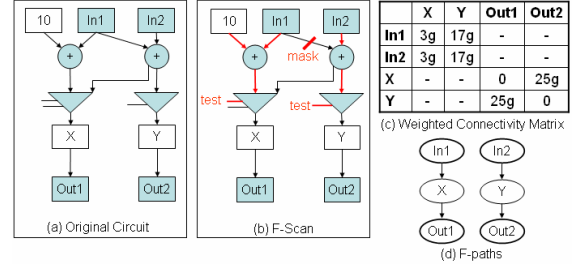 10 In1 In2
+ +
X Y
Out1 Out2
(a) Original Circuit
10 In1 In2
mask
+ +
test test
X Y
Out1 Out2
(b) F-Scan
X Y Out1 Out2
In1 3g 17g - -
In2 3g 17g - -
X - - 0 25g
Y - - 25g 0
(c) Weighted Connectivity Matrix
In1 In2
X Y
Out1 Out2
(d) F-paths